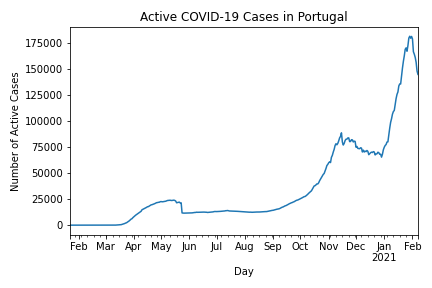 Active COVID-19 Cases in Portugal
175000
150000
125000
100000
75000
50000
25000
0
Number of Active Cases
Feb Mar Apr May Jun Jul Aug Sep Oct Nov Dec Jan Feb
2021
Day